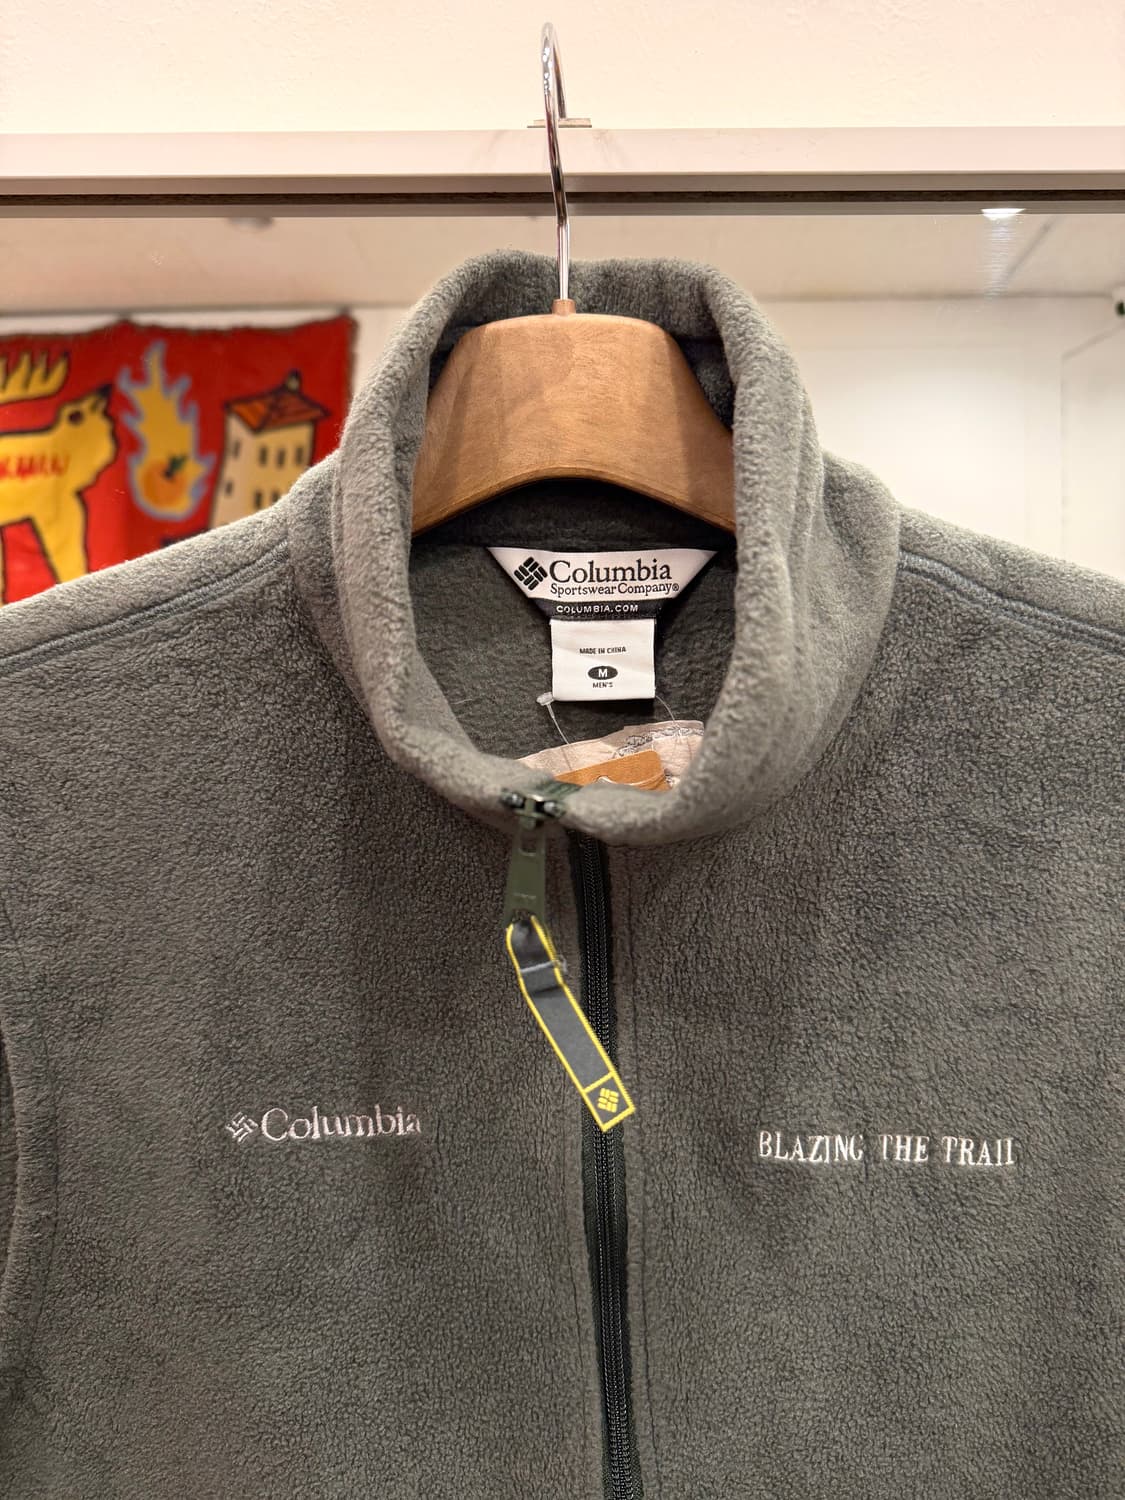 Columbia
Sportswear Company®
COLUMBIA.COM
MADE IN CHINA
M
MEN'S
Columbia
BLAZING THE TRAIL